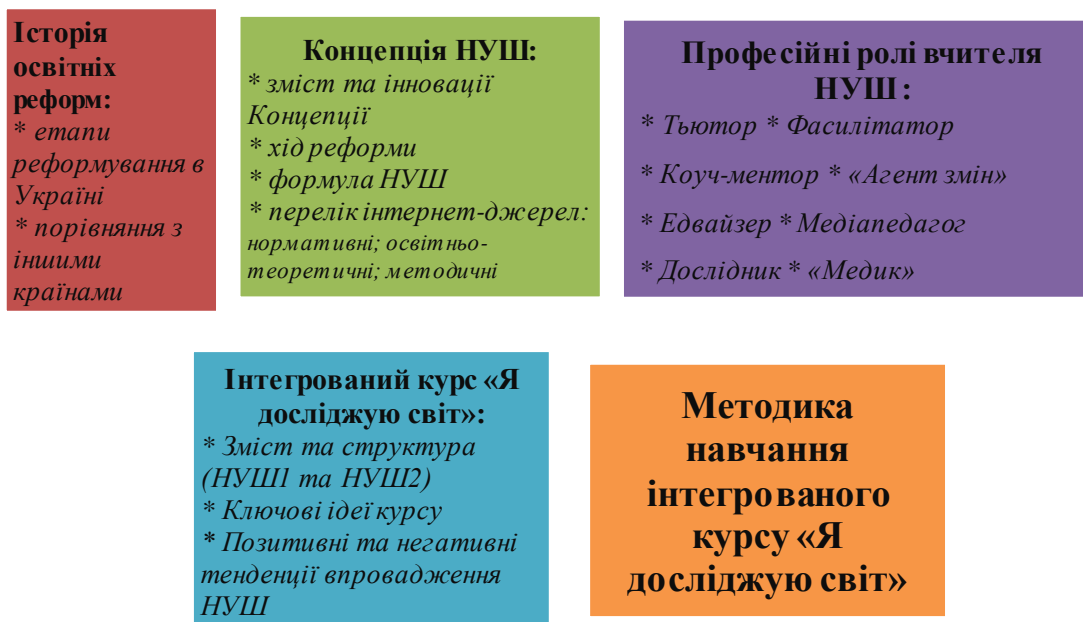 Історія
освітніх
реформ:
* етапи
реформування в
Україні
* порівняння з
іншими
країнами
Концепція НУШ:
* зміст та інновації
Концепції
* хід реформи
* формула НУШ
* перелік інтернет-джерел:
нормативні; освітньо-
теоретичні; методичні
Професійні ролі вчителя
НУШ:
* Тьютор * Фасилітатор
* Коуч-ментор * «Агент змін»
* Едвайзер * Медіапедагог
* Дослідник * «Медик»
Інтегрований курс «Я
досліджую світ»:
* Зміст та структура
(НУШ1 та НУШ2)
* Ключові ідеї курсу
* Позитивні та негативні
тенденції впровадження
НУШ
Методика
навчання
інтегрованого
курсу «Я
досліджую світ»